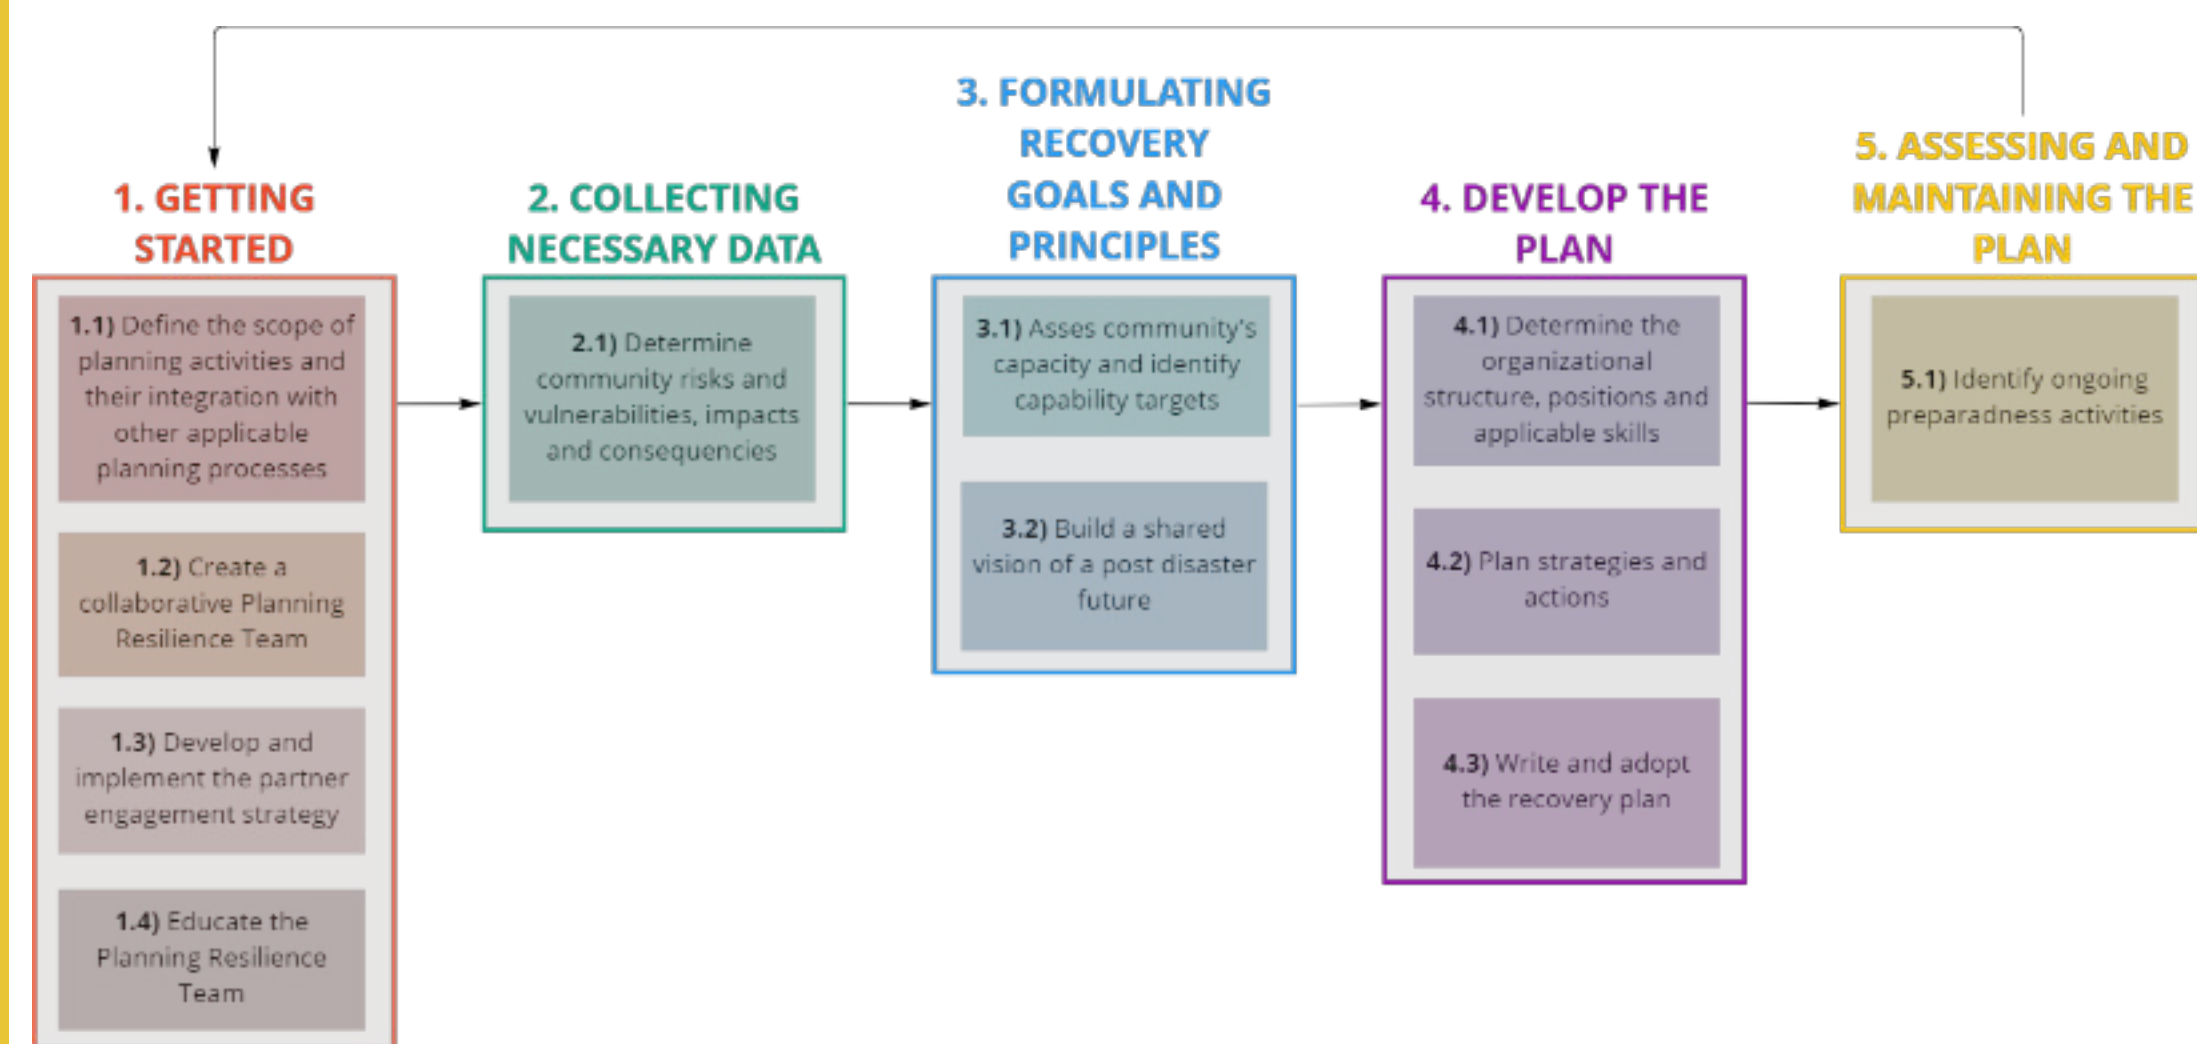 1. GETTING
STARTED
1.1) Define the scope of
planning activities and
their integration with
other applicable
planning processes
1.2) Create a
collaborative Planning
Resilience Team
1.3) Develop and
implement the partner
engagement strategy
1.4) Educate the
Planning Resilience
Team
2. COLLECTING
NECESSARY DATA
2.1) Determine
community risks and
vulnerabilities, impacts
and consequencies
3. FORMULATING
RECOVERY
GOALS AND
PRINCIPLES
3.1) Asses community's
capacity and identify
capability targets
3.2) Build a shared
vision of a post disaster
future
4. DEVELOP THE
PLAN
4.1) Determine the
organizational
structure, positions and
applicable skills
4.2) Plan strategies and
actions
4.3) Write and adopt
the recovery plan
5. ASSESSING AND
MAINTAINING THE
PLAN
5.1) Identify ongoing
preparadness activities